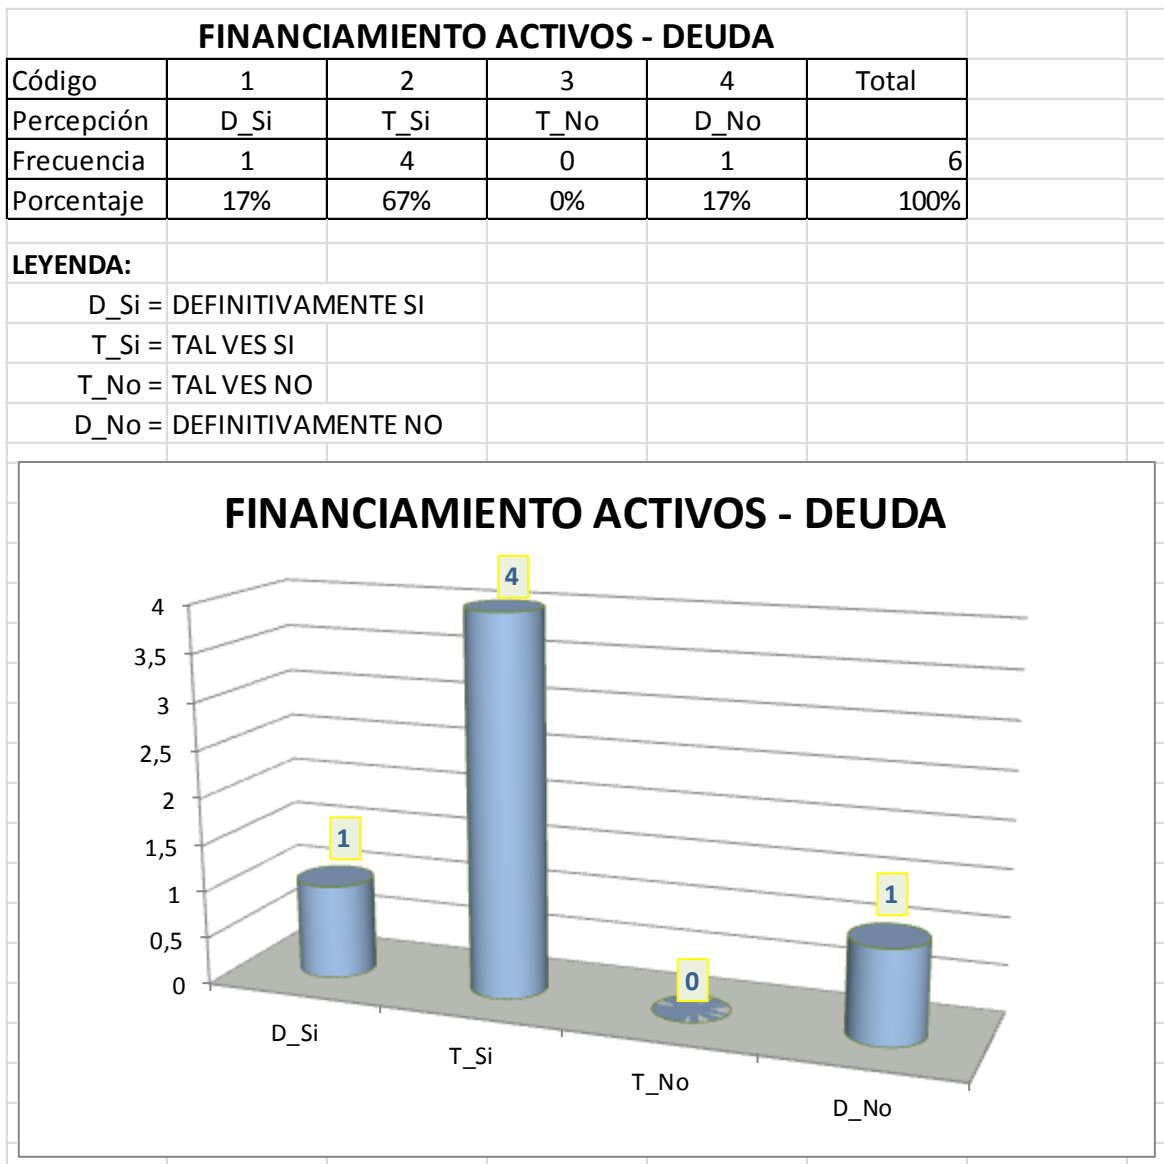 FINANCIAMIENTO ACTIVOS - DEUDA
Código 1 2 3 4 Total
Percepción D_Si T_Si T_No D_No
Frecuencia 1 4 0 1 6
Porcentaje 17% 67% 0% 17% 100%
LEYENDA:
D_Si = DEFINITIVAMENTE SI
T_Si = TAL VES SI
T_No = TAL VES NO
D_No = DEFINITIVAMENTE NO
FINANCIAMIENTO ACTIVOS - DEUDA
4
4
3,5
3
2,5
2
1,5
1
1
1
0,5
0
0
D_Si
T_Si
T_No
D_No